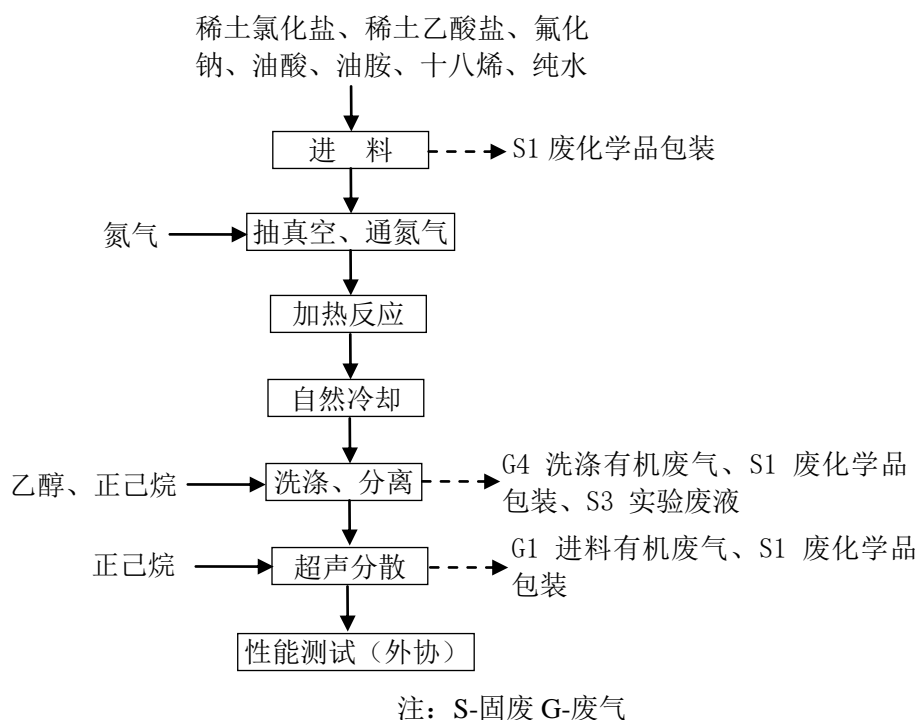 稀土氯化盐、稀土乙酸盐、氟化
钠、油酸、油胺、十八烯、纯水
进 料
S1 废化学品包装
氮气
抽真空、通氮气
加热反应
自然冷却
乙醇、正己烷
洗涤、分离
G4 洗涤有机废气、S1 废化学品
包装、S3 实验废液
正己烷
超声分散
G1 进料有机废气、S1 废化学品
包装
性能测试（外协）
注：S-固废 G-废气